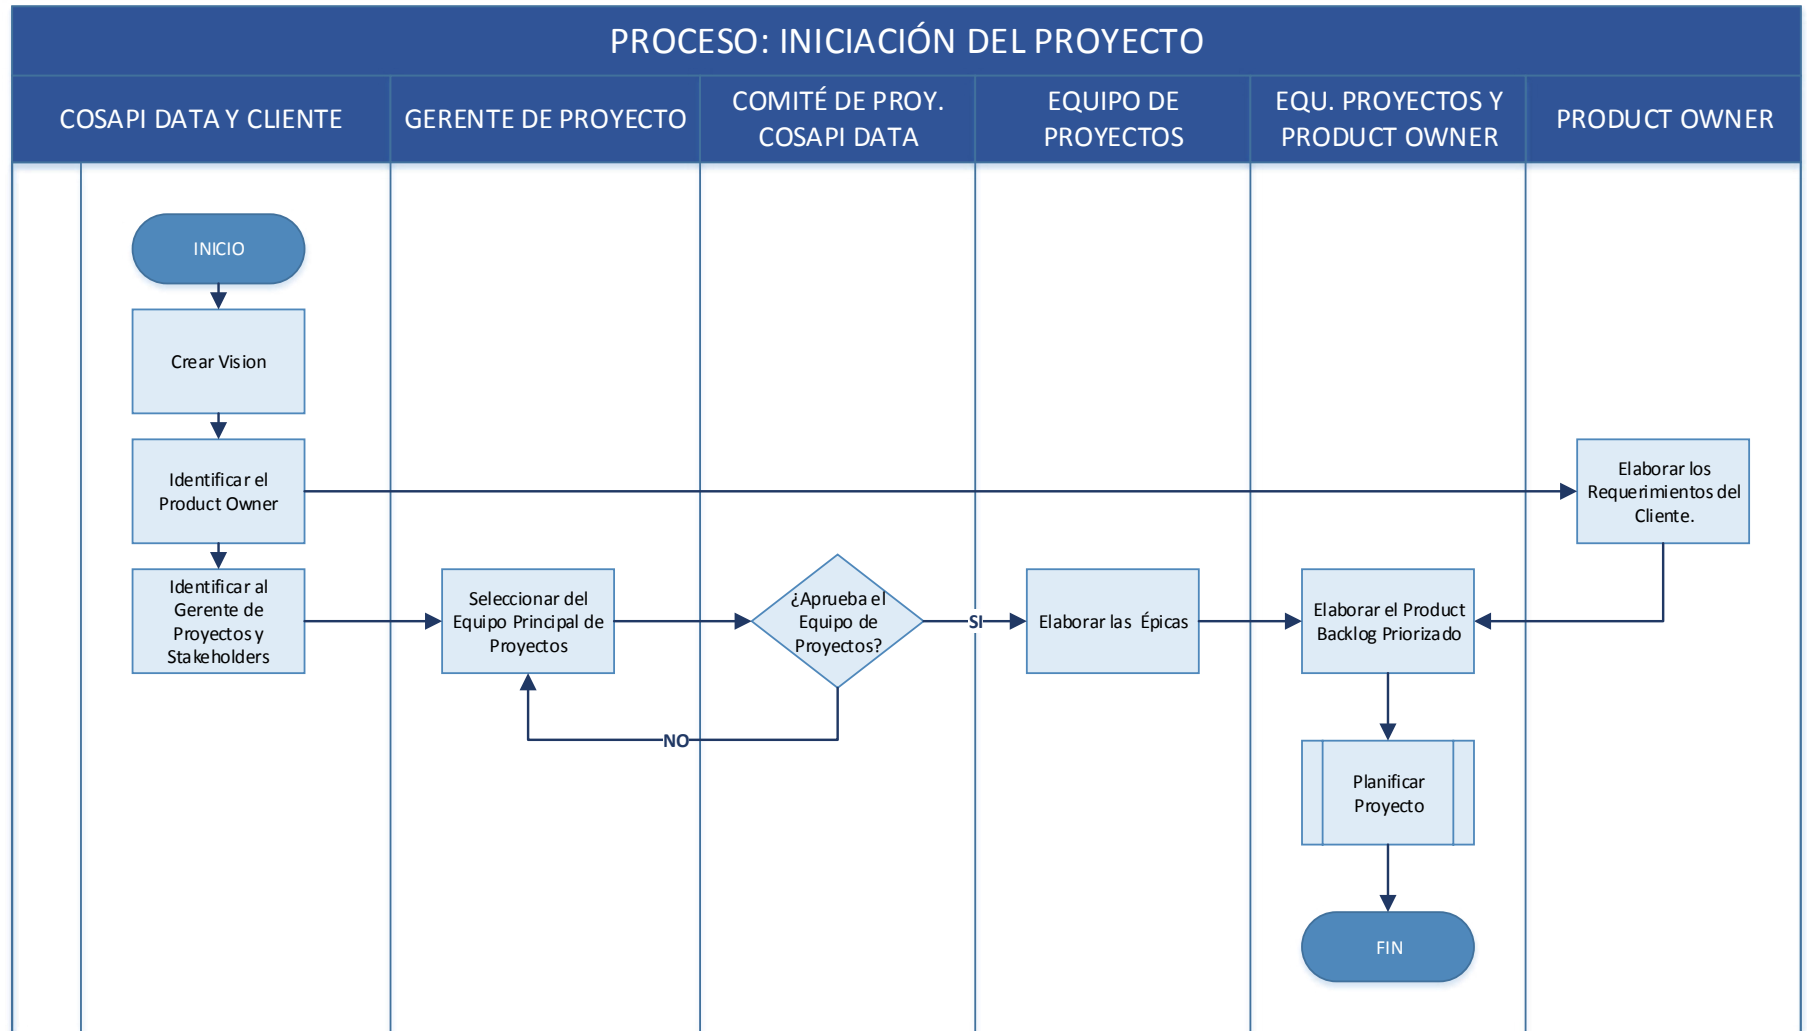 PROCESO: INICIACIÓN DEL PROYECTO
COSAPI DATA Y CLIENTE
GERENTE DE PROYECTO
COMITÉ DE PROY.
COSAPI DATA
EQUIPO DE
PROYECTOS
EQU. PROYECTOS Y
PRODUCT OWNER
PRODUCT OWNER
INICIO
Crear Vision
Identificar el
Product Owner
Elaborar los
Requerimientos del
Cliente.
Identificar al
Gerente de
Proyectos y
Stakeholders
Seleccionar del
Equipo Principal de
Proyectos
¿Aprueba el
Equipo de
Proyectos?
SI
Elaborar las Épicas
Elaborar el Product
Backlog Priorizado
NO
Planificar
Proyecto
FIN